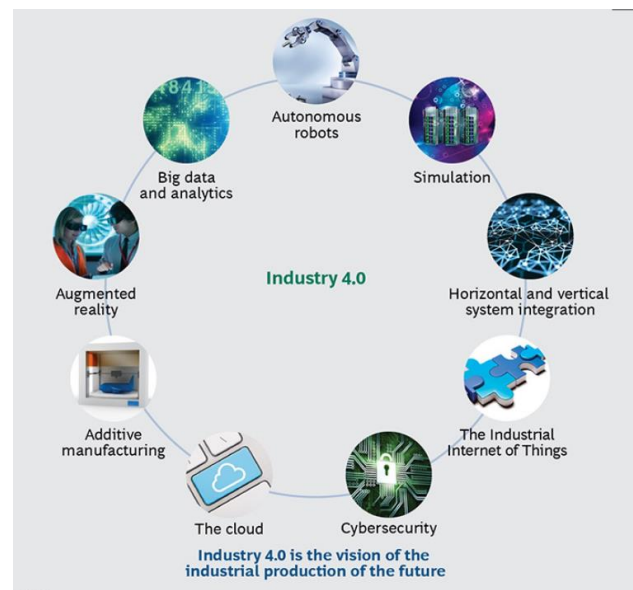 Autonomous
robots
Big data
and analytics
Simulation
Augmented
reality
Industry 4.0
Horizontal and vertical
system integration
Additive
manufacturing
The Industrial
Internet of Things
The cloud
Cybersecurity
Industry 4.0 is the vision of the
industrial production of the future